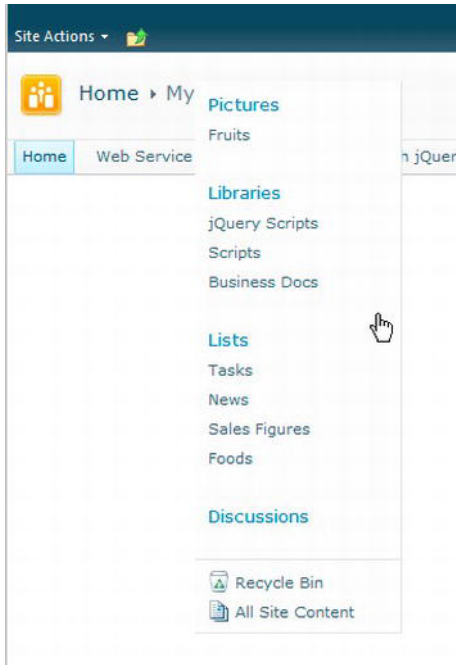 Site Actions
Home ▸ My
Home Web Service n jQuer
Pictures
Fruits
Libraries
jQuery Scripts
Scripts
Business Docs
Lists
Tasks
News
Sales Figures
Foods
Discussions
Recycle Bin
All Site Content